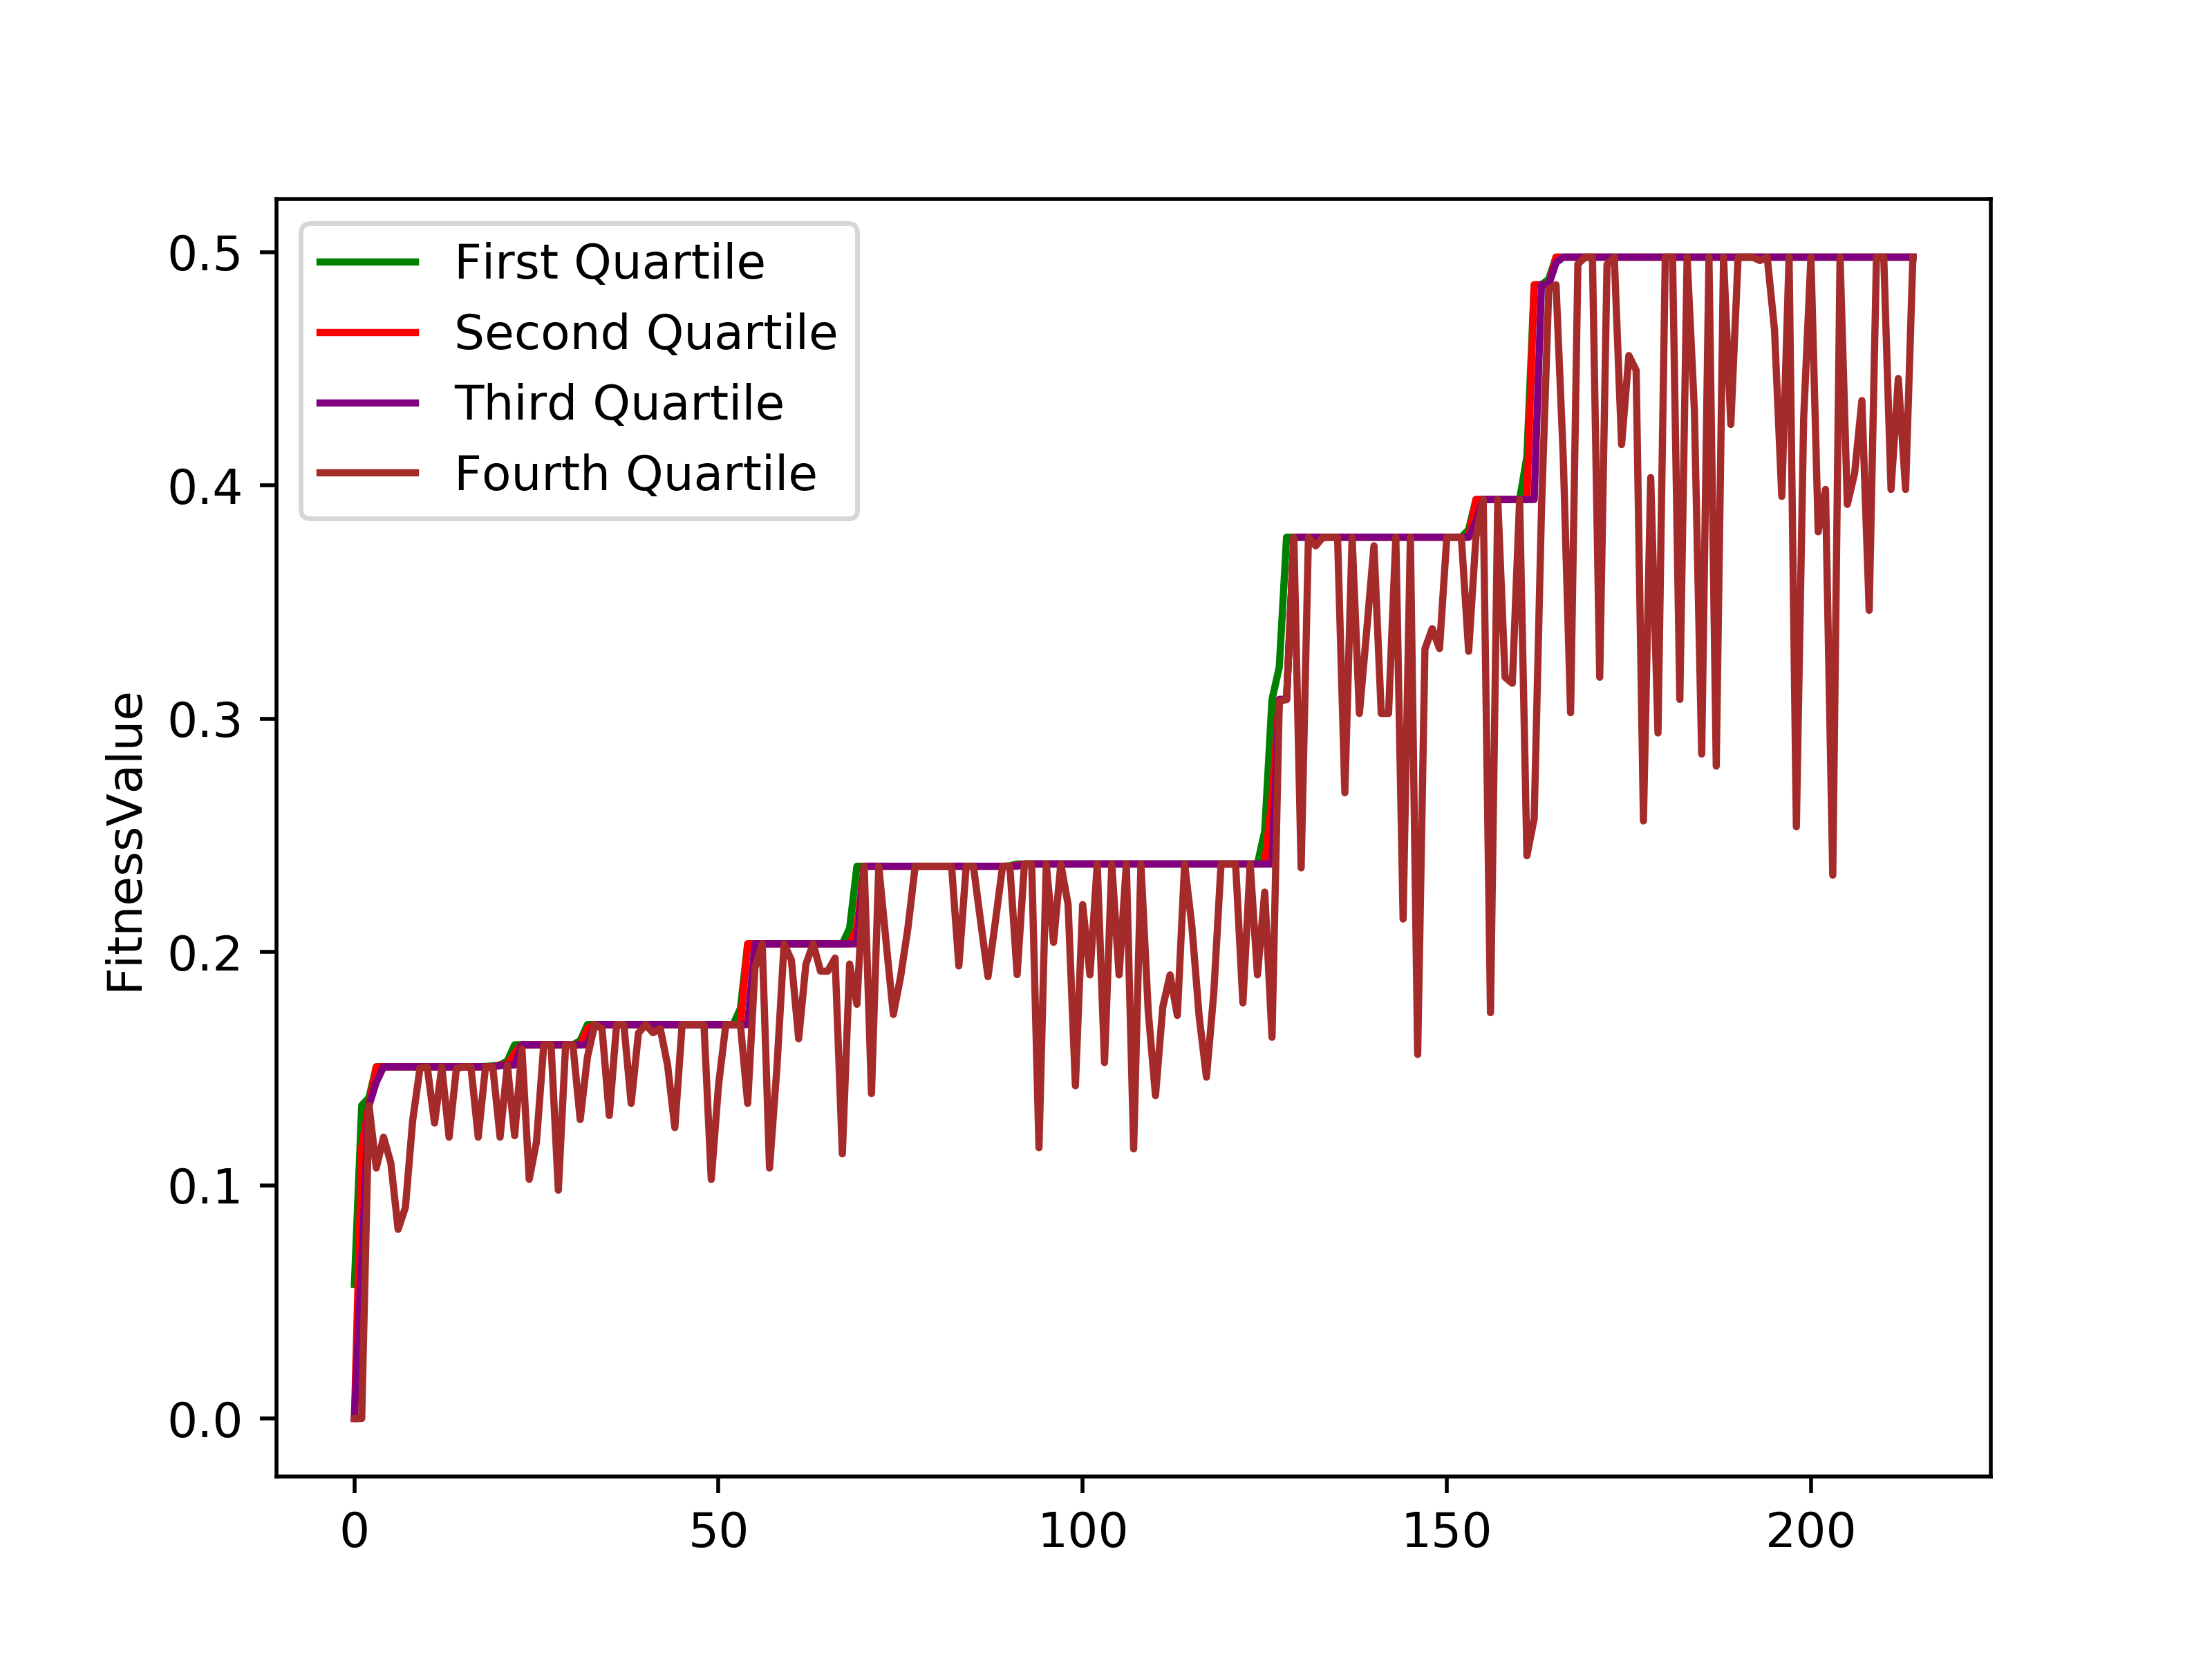 First Quartile
Second Quartile
Third Quartile
Fourth Quartile
FitnessValue
0.5
0.4
0.3
0.2
0.1
0.0
0 50 100 150 200